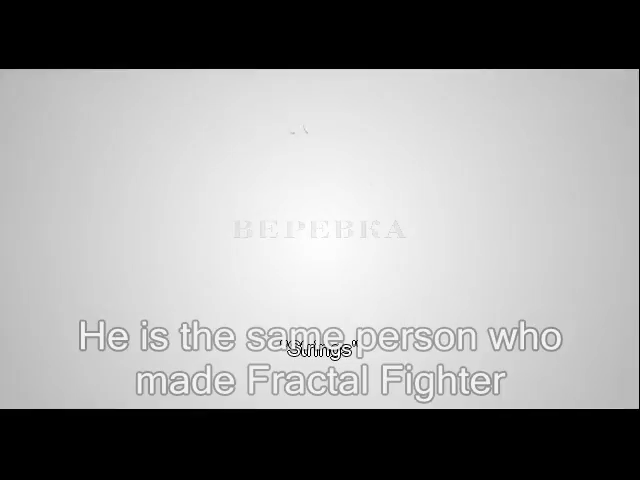 ВЕРЕВКА
He is the same person who
"Strings"
made Fractal Fighter